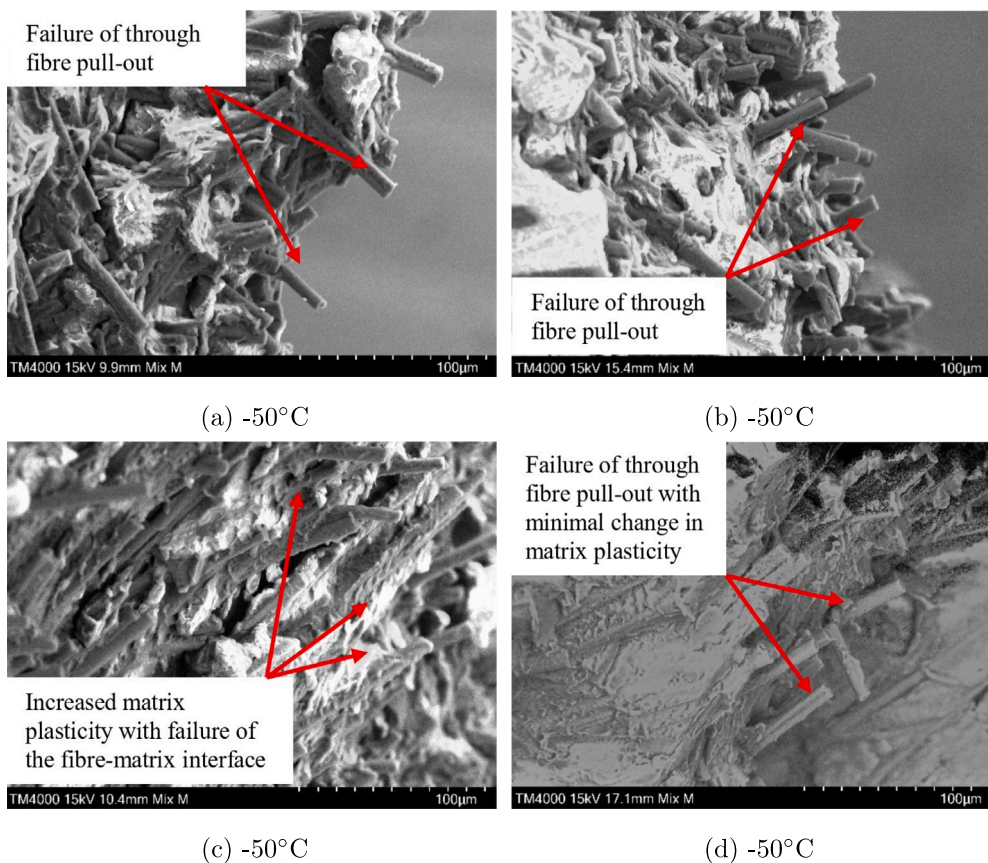 Failure of through
fibre pull-out
TM4000 15kV 9.9mm Mix M
100µm
(a) -50°C
Failure of through
fibre pull-out
TM4000 15kV 15.4mm Mix M
100µm
(b) -50°C
Increased matrix
plasticity with failure of
the fibre-matrix interface
TM4000 15kV 10.4mm Mix M
100µm
(c) -50°C
Failure of through
fibre pull-out with
minimal change in
matrix plasticity
TM4000 15kV 17.1mm Mix M
100µm
(d) -50°C